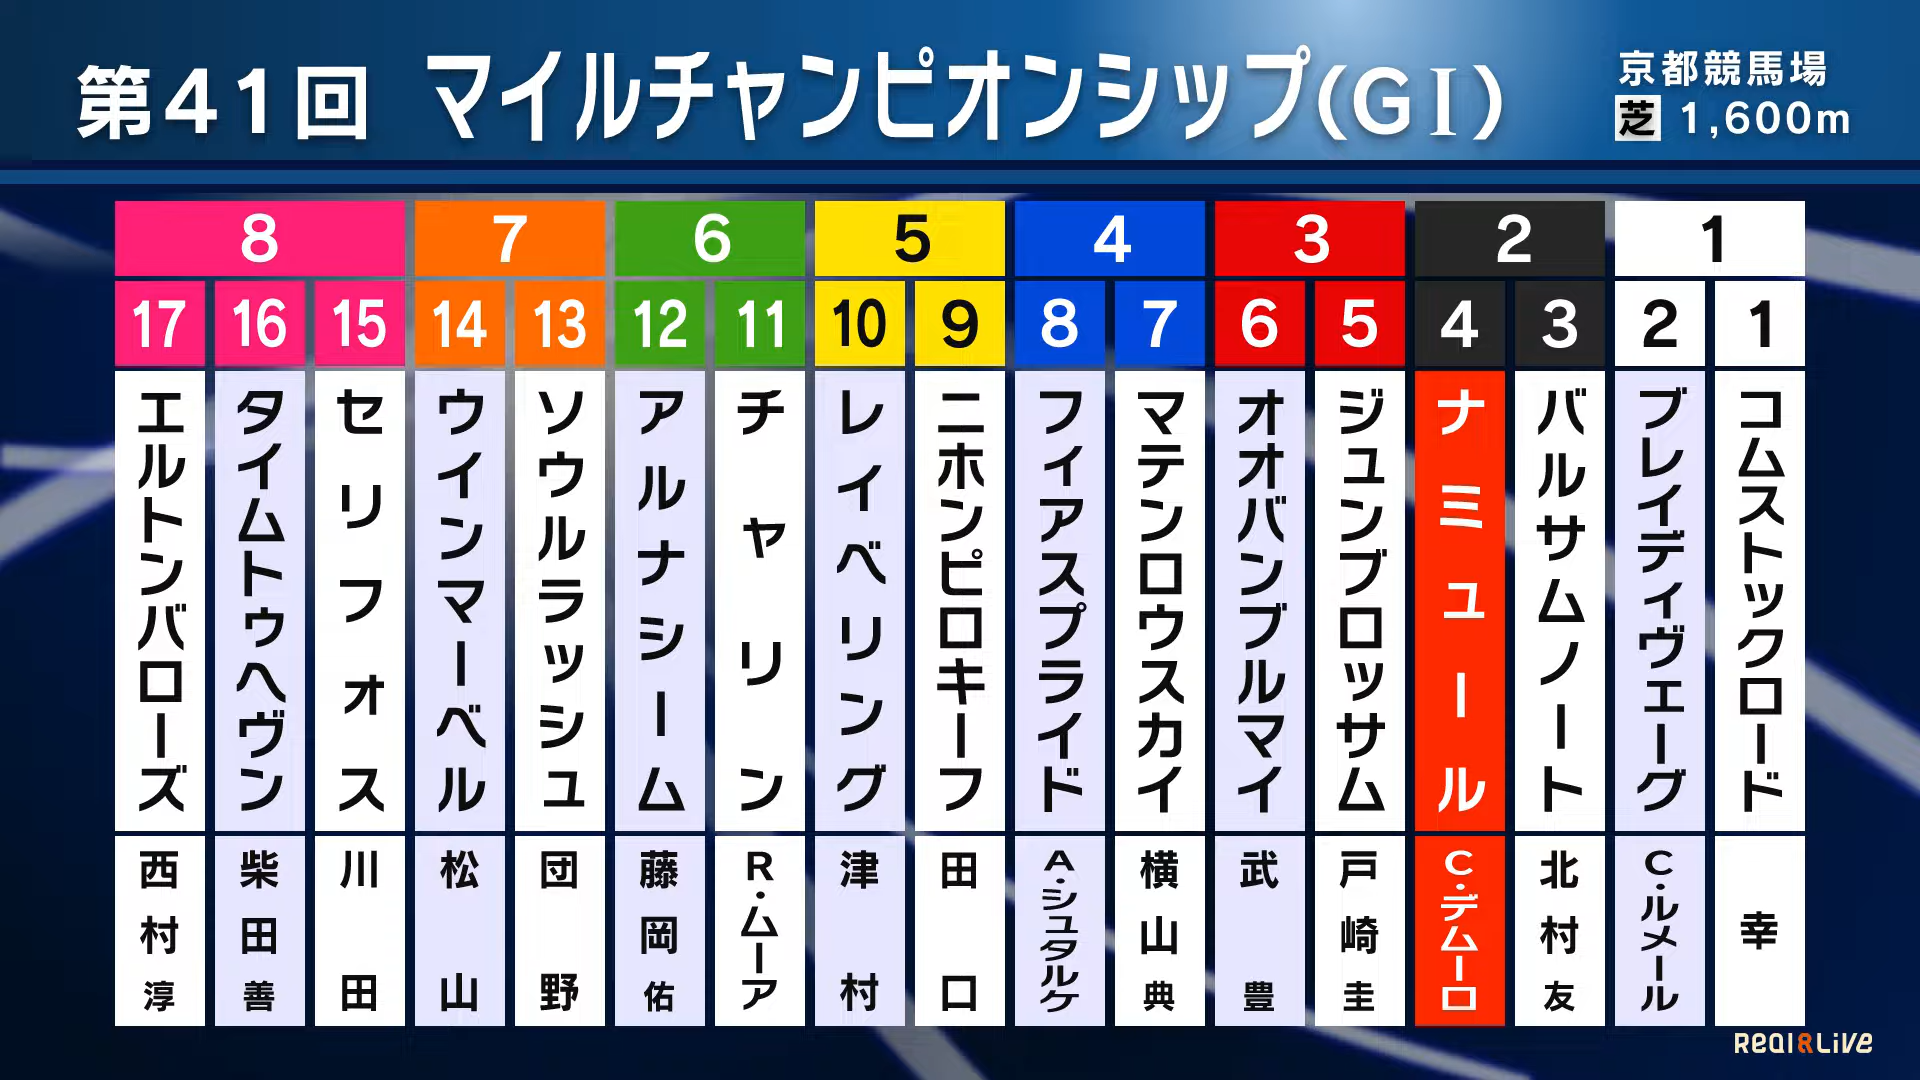 第41回 マイルチャンピオンシップ(GⅠ)
京都競馬場
芝 1,600m
1
2
3
4
5
6
7
8
1 コムストックロード 幸
2 ブレイディヴェーグ C・ルメール
3 バルサムノート 北村友
4 ナミュール C・デムーロ
5 ジュンブロッサム 戸崎圭
6 オオバンブルマイ 武豊
7 マテンロウスカイ 横山典
8 フィアスプライド A・シュタルケ
9 ニホンピロキーフ 田口
10 レイベリング 津村
11 チャリン R・ムーア
12 アルナシーム 藤岡佑
13 ソウルラッシュ 団野
14 ウインマーベル 松山
15 セリフォス 川田
16 タイムトゥヘヴン 柴田善
17 エルトンバローズ 西村淳
Real&Live